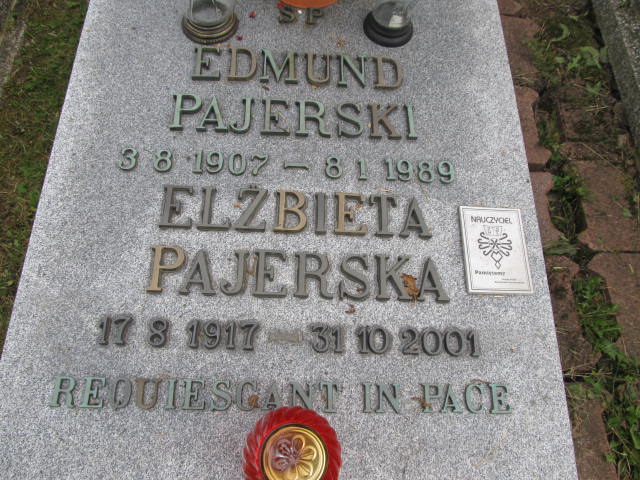 SP
EDMUND
PAJERSKI
3 8 1907 – 8 1 1989
ELŻBIETA
PAJERSKA
17 8 1917 – 31 10 2001
REQUIESCANT IN PACE
NAUCZYCIEL
Pamiętamy